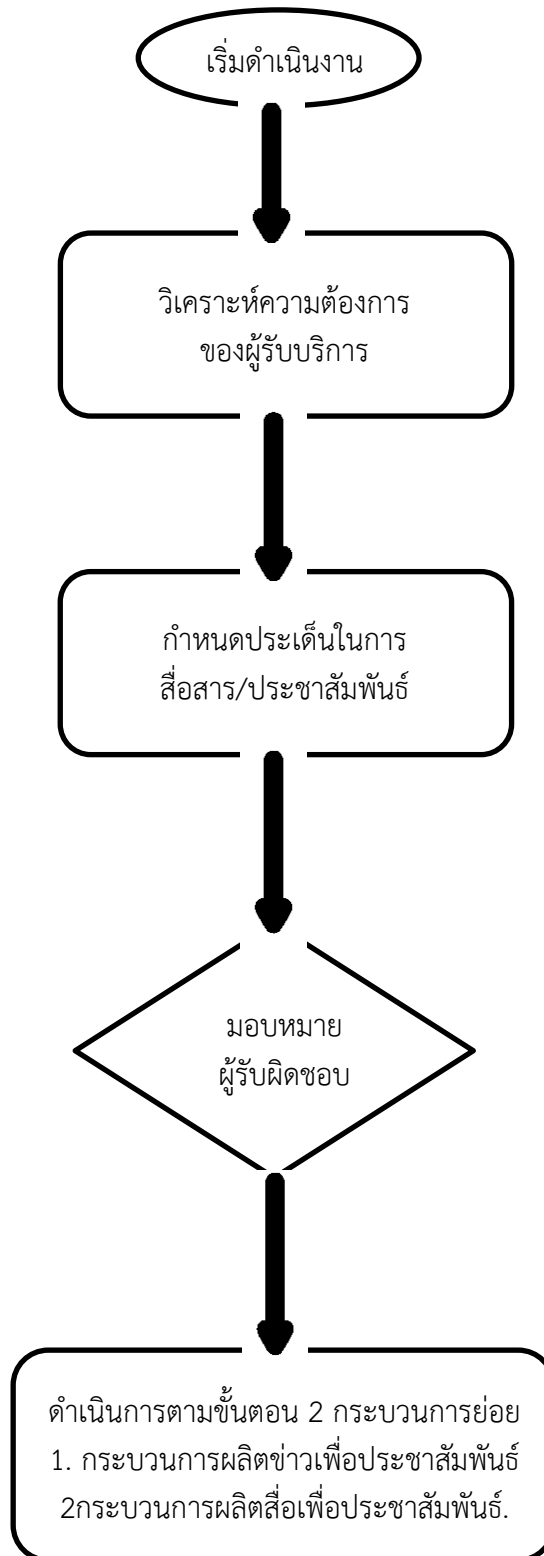 เริ่มดำเนินงาน
วิเคราะห์ความต้องการ
ของผู้รับบริการ
กำหนดประเด็นในการ
สื่อสาร/ประชาสัมพันธ์
มอบหมาย
ผู้รับผิดชอบ
ดำเนินการตามขั้นตอน 2 กระบวนการย่อย
1. กระบวนการผลิตข่าวเพื่อประชาสัมพันธ์
2กระบวนการผลิตสื่อเพื่อประชาสัมพันธ์.